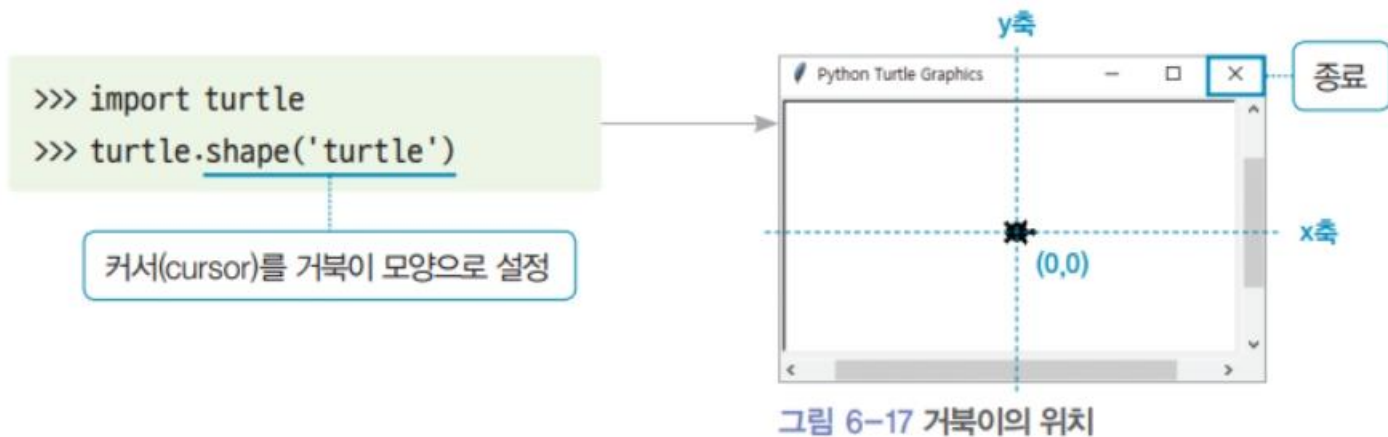 >>> import turtle
>>> turtle.shape('turtle')
커서(cursor)를 거북이 모양으로 설정
y축
Python Turtle Graphics
종료
x축
(0,0)
그림 6-17 거북이의 위치